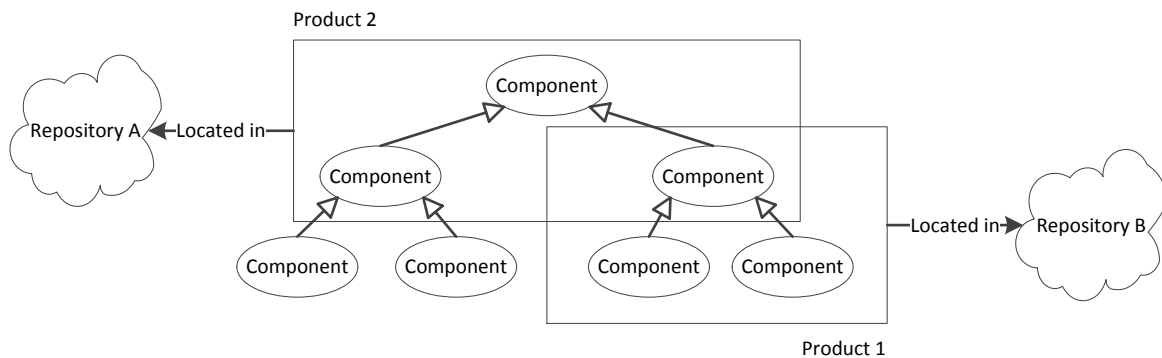 Product 2
Component
Repository A
Located in
Component
Component
Located in
Repository B
Component
Component
Component
Component
Product 1